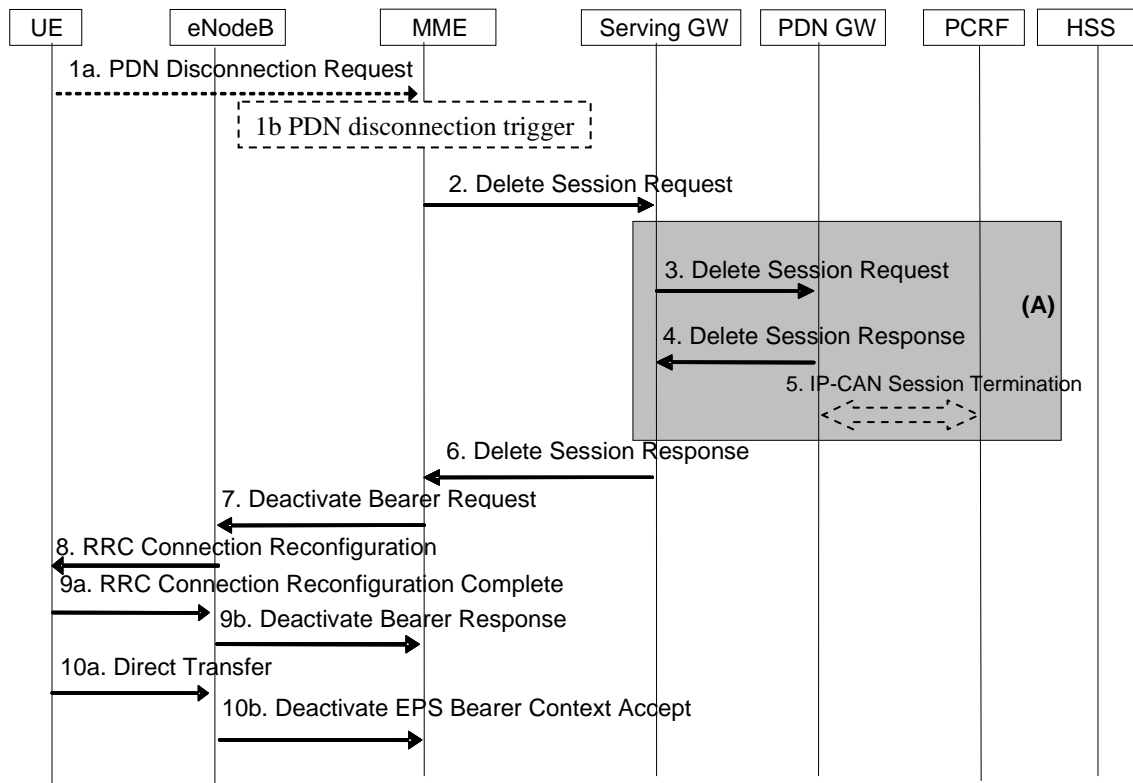 UE eNodeB MME Serving GW PDN GW PCRF HSS
1a. PDN Disconnection Request
1b PDN disconnection trigger
2. Delete Session Request
3. Delete Session Request
(A)
4. Delete Session Response
5. IP-CAN Session Termination
6. Delete Session Response
7. Deactivate Bearer Request
8. RRC Connection Reconfiguration
9a. RRC Connection Reconfiguration Complete
9b. Deactivate Bearer Response
10a. Direct Transfer
10b. Deactivate EPS Bearer Context Accept